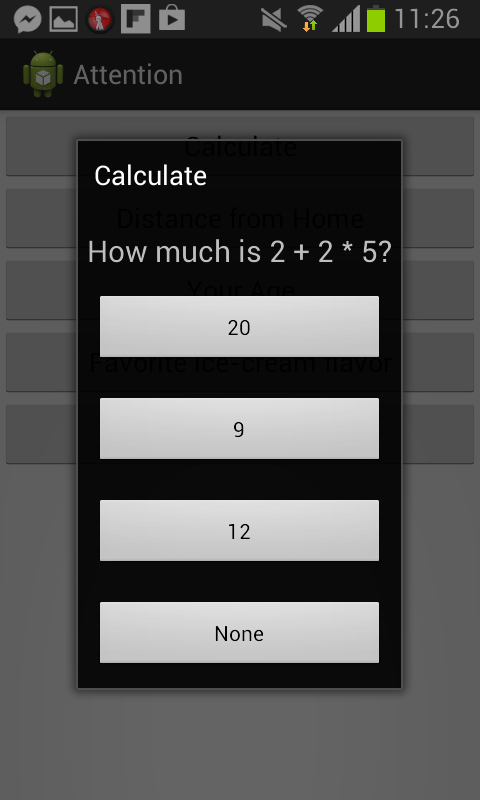 11:26
Attention
Calculate
Distance from Home
Your Age
Favorite ice-cream flavor
Calculate
How much is 2 + 2 * 5?
20
9
12
None